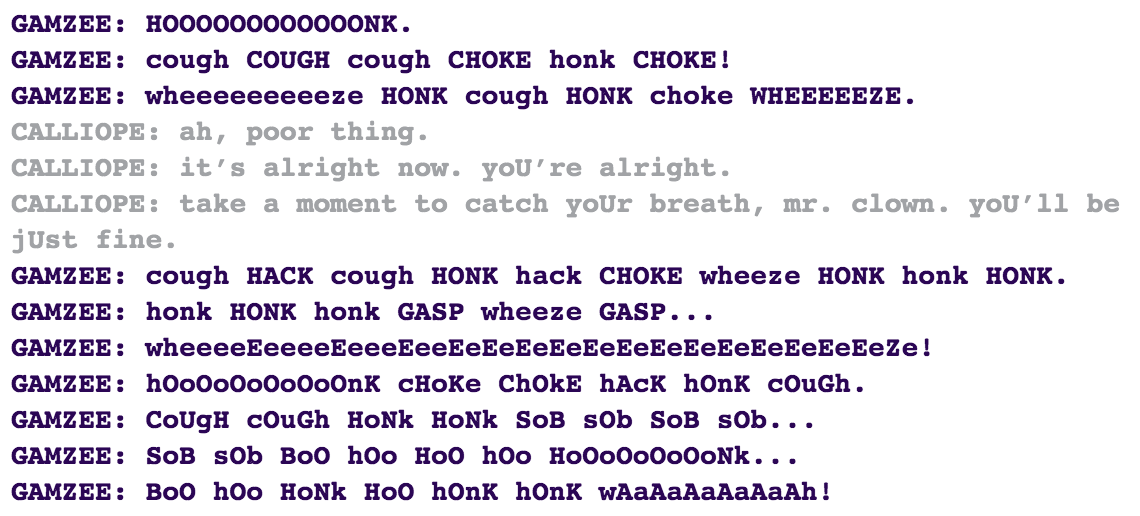 GAMZEE: HOOOOOOOOOOOOONK.
GAMZEE: cough COUGH cough CHOKE honk CHOKE!
GAMZEE: wheeeeeeeeeze HONK cough HONK choke WHEEEEEZE.
CALLIOPE: ah, poor thing.
CALLIOPE: it’s alright now. yoU’re alright.
CALLIOPE: take a moment to catch yoUr breath, mr. clown. yoU’ll be
jUst fine.
GAMZEE: cough HACK cough HONK hack CHOKE wheeze HONK honk HONK.
GAMZEE: honk HONK honk GASP wheeze GASP...
GAMZEE: wheeeeEeeeeEeeeEeeEeEeEeEeEeEeEeEeEeEeEeEeEeZe!
GAMZEE: hOoOoOoOoOoOnK cHoKe ChOkE hAcK hOnK cOuGh.
GAMZEE: CoUgH cOuGh HoNk HoNk SoB sOb SoB sOb...
GAMZEE: SoB sOb BoO hOo HoO hOo HoOoOoOoOoNk...
GAMZEE: BoO hOo HoNk HoO hOnK hOnK wAaAaAaAaAaAh!